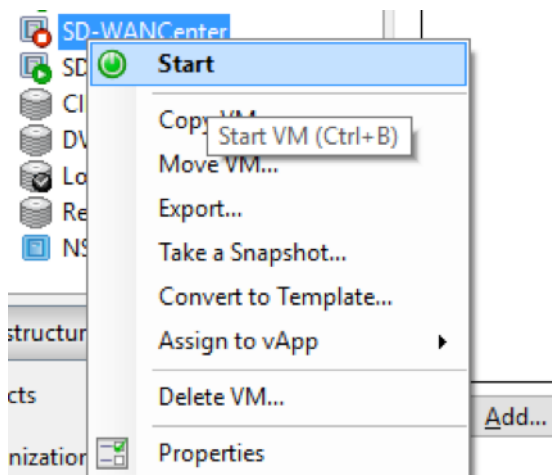 SD-WANCenter
SD
Start
CI
Copy VM
Start VM (Ctrl+B)
DV
Move VM...
Lo
Export...
Re
Take a Snapshot...
NS
Convert to Template...
Assign to vApp
structur
Delete VM...
cts
Add...
nization
Properties